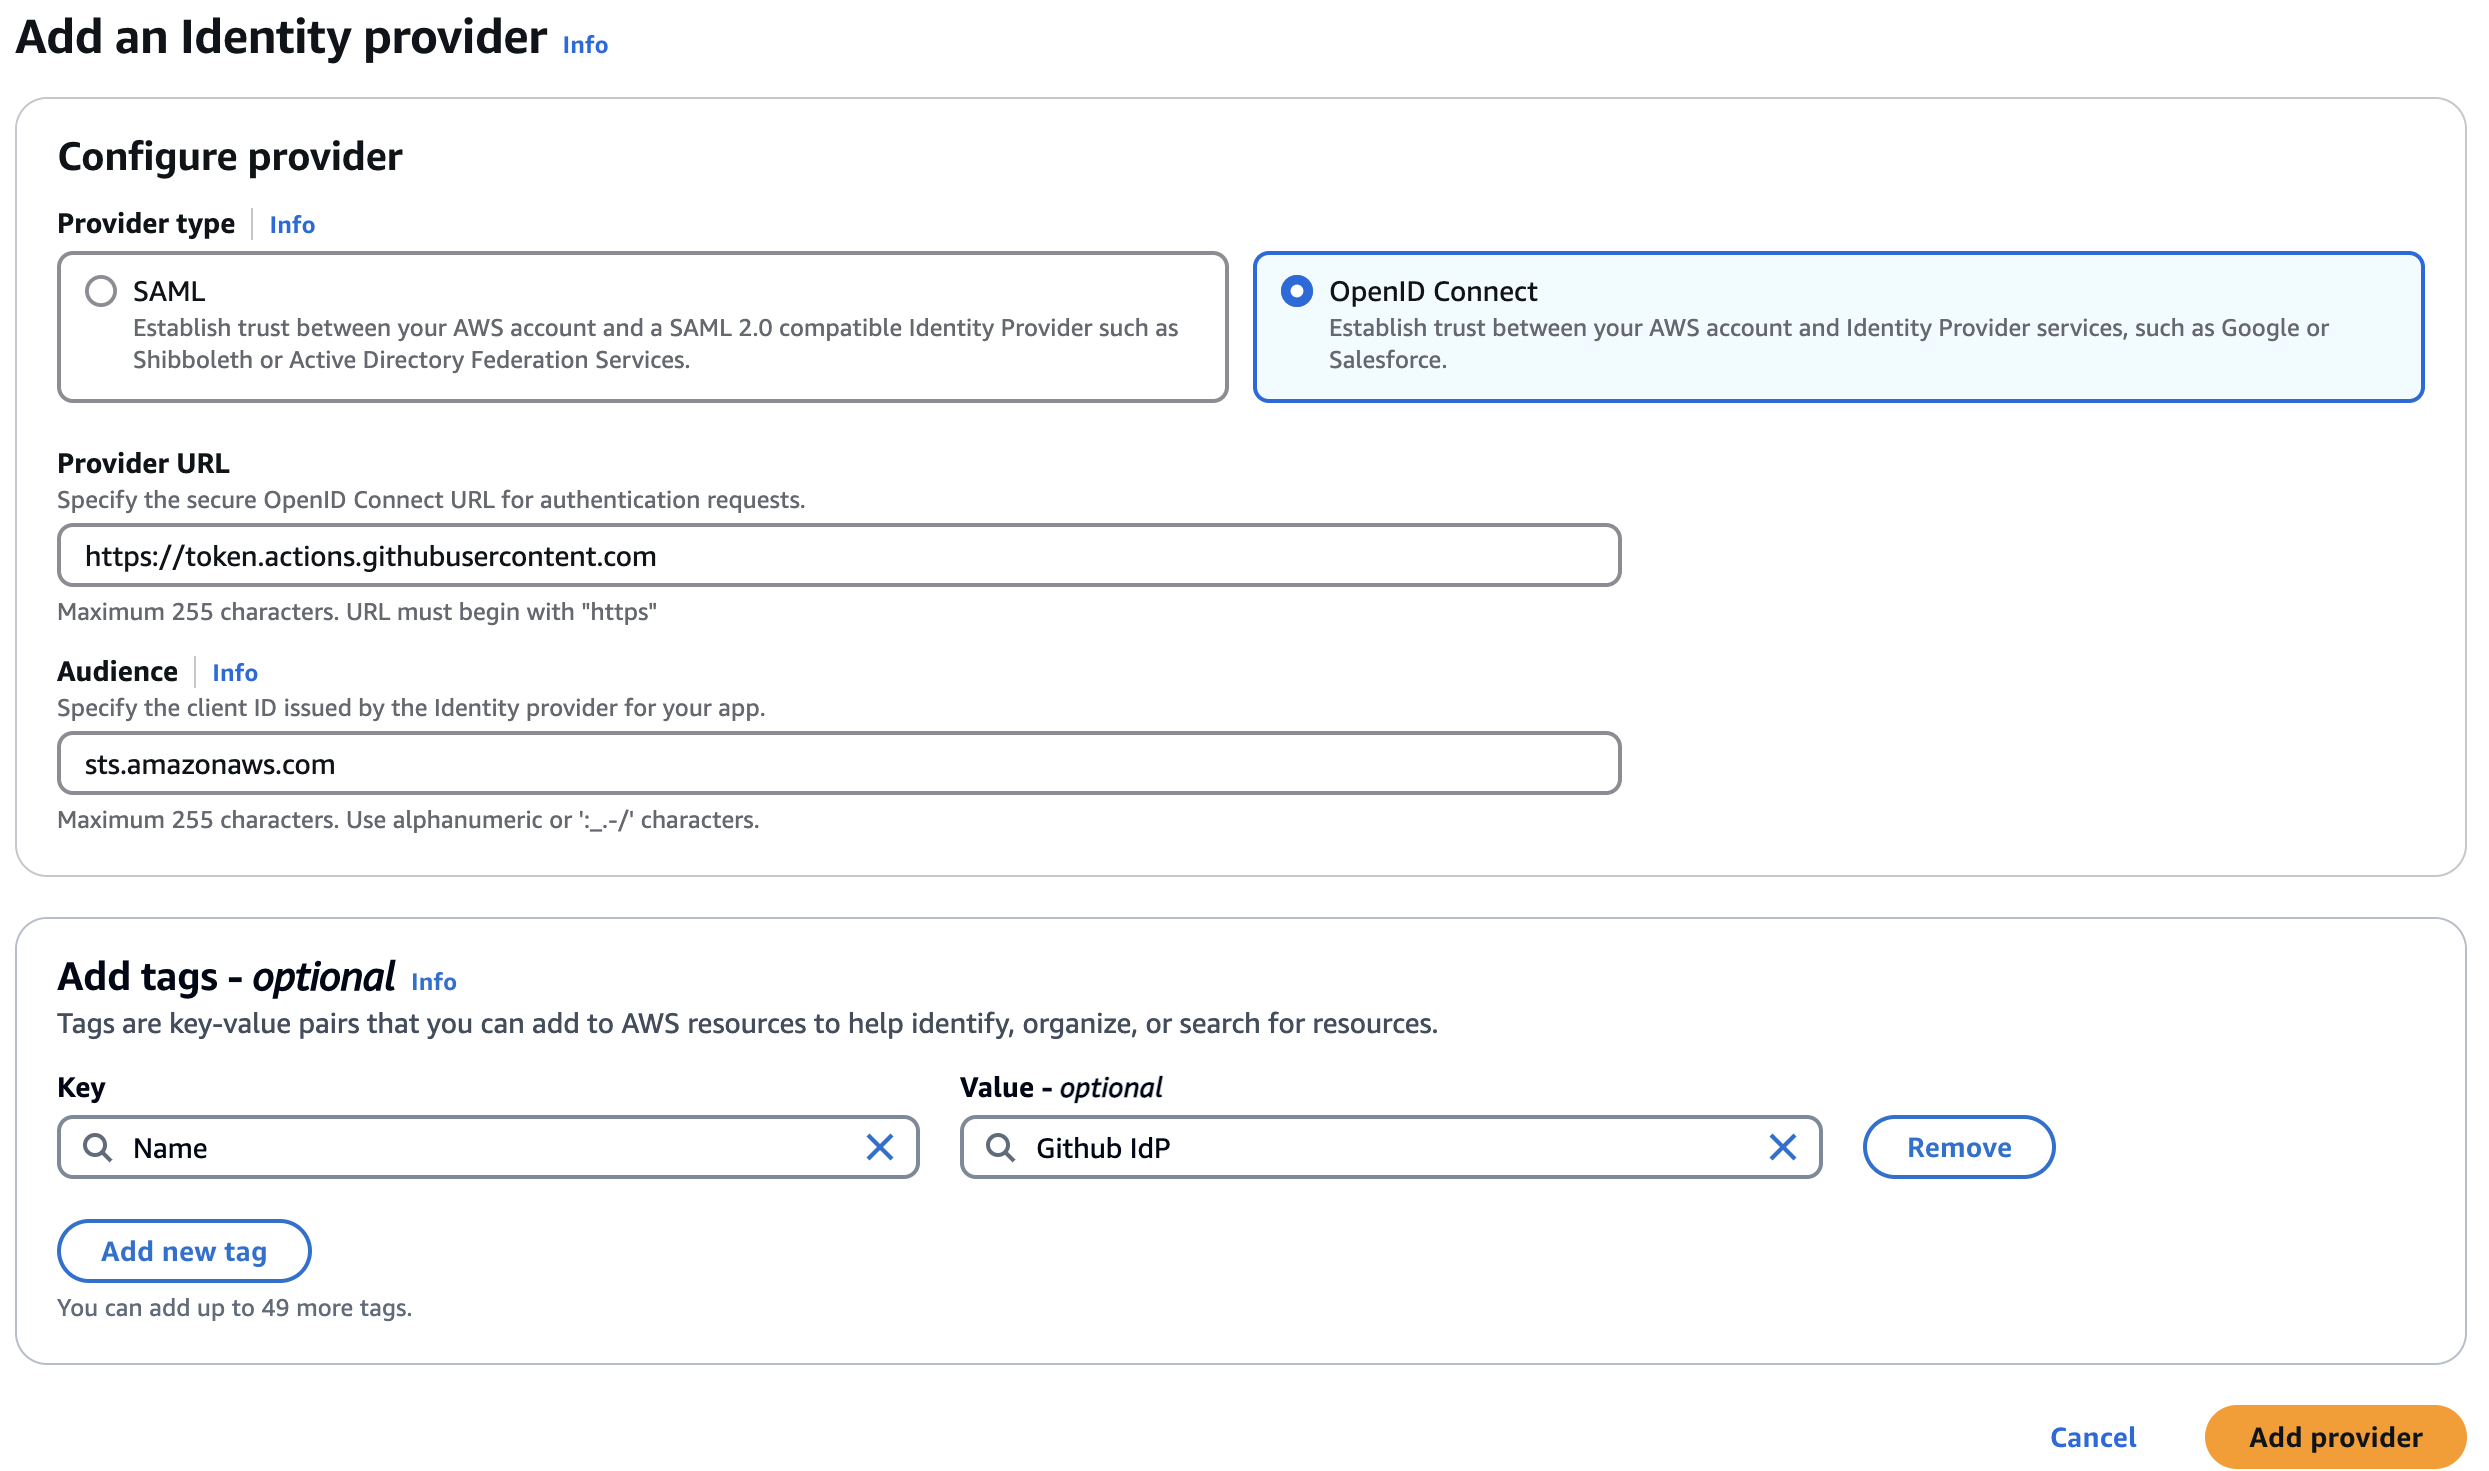 Add an Identity provider Info
Configure provider
Provider type Info
SAML
Establish trust between your AWS account and a SAML 2.0 compatible Identity Provider such as
Shibboleth or Active Directory Federation Services.
OpenID Connect
Establish trust between your AWS account and Identity Provider services, such as Google or
Salesforce.
Provider URL
Specify the secure OpenID Connect URL for authentication requests.
https://token.actions.githubusercontent.com
Maximum 255 characters. URL must begin with "https"
Audience Info
Specify the client ID issued by the Identity provider for your app.
sts.amazonaws.com
Maximum 255 characters. Use alphanumeric or ':_.-/' characters.
Add tags - optional Info
Tags are key-value pairs that you can add to AWS resources to help identify, organize, or search for resources.
Key
Value - optional
Name
Github IdP
Remove
Add new tag
You can add up to 49 more tags.
Cancel
Add provider